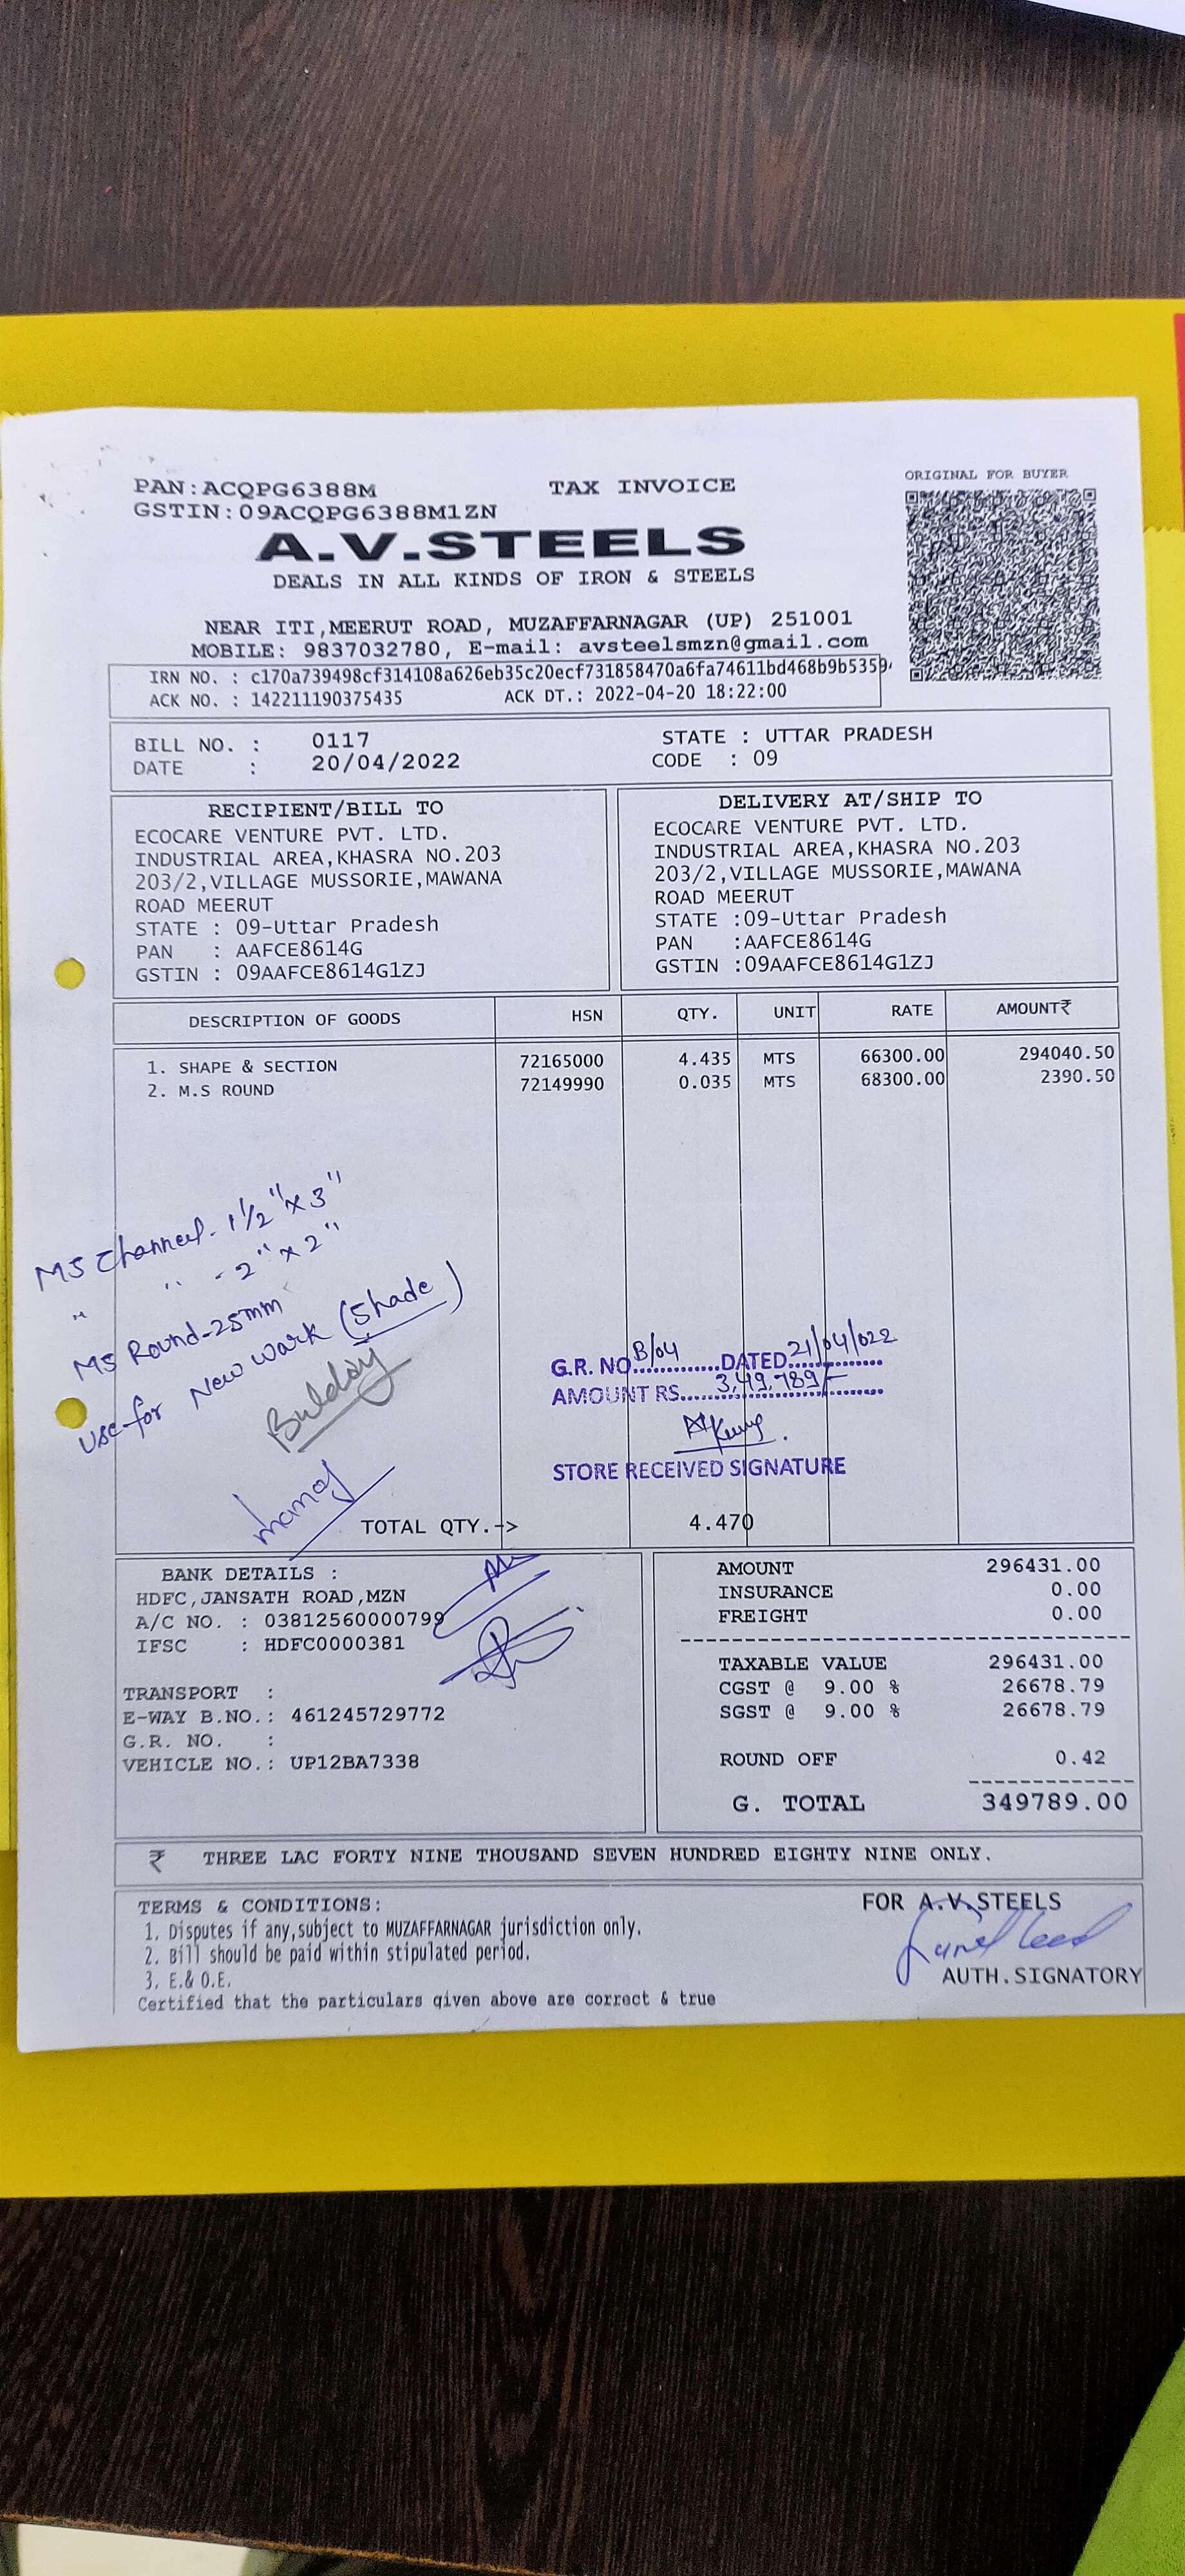 ORIGINAL FOR BUYER
PAN:ACQPG6388M TAX INVOICE
GSTIN:09ACQPG6388M1ZN
A.V.STEELS
DEALS IN ALL KINDS OF IRON & STEELS
NEAR ITI,MEERUT ROAD, MUZAFFARNAGAR (UP) 251001
MOBILE: 9837032780, E-mail: avsteelsmzn@gmail.com
IRN NO. : c170a739498cf314108a626eb35c20ecf731858470a6fa74611bd468b9b5359
ACK NO. : 142211190375435 ACK DT.: 2022-04-20 18:22:00
BILL NO. : 0117 STATE : UTTAR PRADESH
DATE : 20/04/2022 CODE : 09
RECIPIENT/BILL TO
ECOCARE VENTURE PVT. LTD.
INDUSTRIAL AREA,KHASRA NO.203
203/2,VILLAGE MUSSORIE,MAWANA
ROAD MEERUT
STATE : 09-Uttar Pradesh
PAN : AAFCE8614G
GSTIN : 09AAFCE8614G1ZJ
DELIVERY AT/SHIP TO
ECOCARE VENTURE PVT. LTD.
INDUSTRIAL AREA,KHASRA NO.203
203/2,VILLAGE MUSSORIE,MAWANA
ROAD MEERUT
STATE :09-Uttar Pradesh
PAN :AAFCE8614G
GSTIN :09AAFCE8614G1ZJ
DESCRIPTION OF GOODS HSN QTY. UNIT RATE AMOUNT₹
1. SHAPE & SECTION 72165000 4.435 MTS 66300.00 294040.50
2. M.S ROUND 72149990 0.035 MTS 68300.00 2390.50
MS Channel - 1 1/2" x 3"
" " - 2" x 2"
MS Round - 25mm
Use for New work (Shade)
Building
manoj
G.R. NO. B/04 DATED 21/04/022
AMOUNT RS. 3,49,789/-
STORE RECEIVED SIGNATURE
TOTAL QTY.-> 4.470
BANK DETAILS :
HDFC,JANSATH ROAD,MZN
A/C NO. : 03812560000799
IFSC : HDFC0000381
TRANSPORT :
E-WAY B.NO.: 461245729772
G.R. NO. :
VEHICLE NO.: UP12BA7338
AMOUNT 296431.00
INSURANCE 0.00
FREIGHT 0.00
TAXABLE VALUE 296431.00
CGST @ 9.00 % 26678.79
SGST @ 9.00 % 26678.79
ROUND OFF 0.42
G. TOTAL 349789.00
₹ THREE LAC FORTY NINE THOUSAND SEVEN HUNDRED EIGHTY NINE ONLY.
TERMS & CONDITIONS:
1. Disputes if any,subject to MUZAFFARNAGAR jurisdiction only.
2. Bill should be paid within stipulated period.
3. E.& O.E.
Certified that the particulars given above are correct & true
FOR A.V.STEELS
AUTH.SIGNATORY